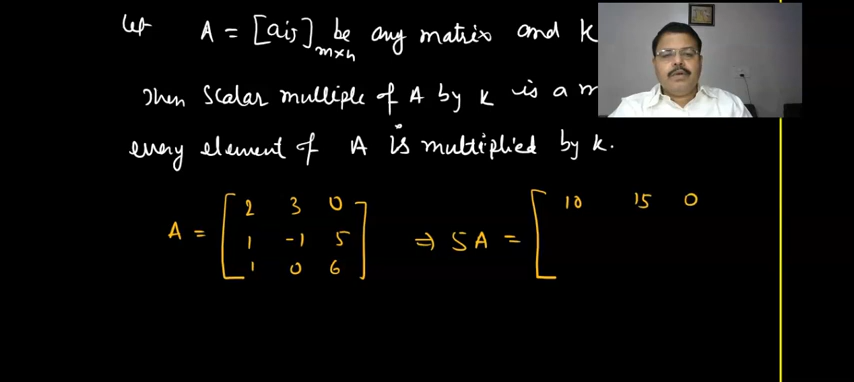 Let A = [aij]m×n be any matrix and K
Then Scalar multiple of A by K is a m
every element of A is multiplied by k.
A = [2 3 0 ⇒ 5A = [10 15 0
1 -1 5
1 0 6]